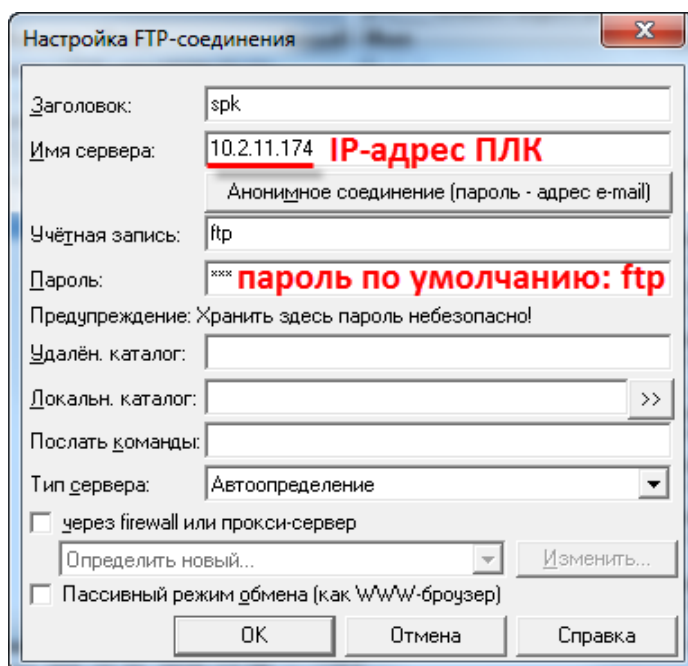 Настройка FTP-соединения
Заголовок: spk
Имя сервера: 10.2.11.174 IP-адрес ПЛК
Анонимное соединение (пароль - адрес e-mail)
Учётная запись: ftp
Пароль: *** пароль по умолчанию: ftp
Предупреждение: Хранить здесь пароль небезопасно!
Удалён. каталог:
Локальн. каталог: >>
Послать команды:
Тип сервера: Автоопределение
через firewall или прокси-сервер
Определить новый... Изменить...
Пассивный режим обмена (как WWW-броузер)
OK Отмена Справка